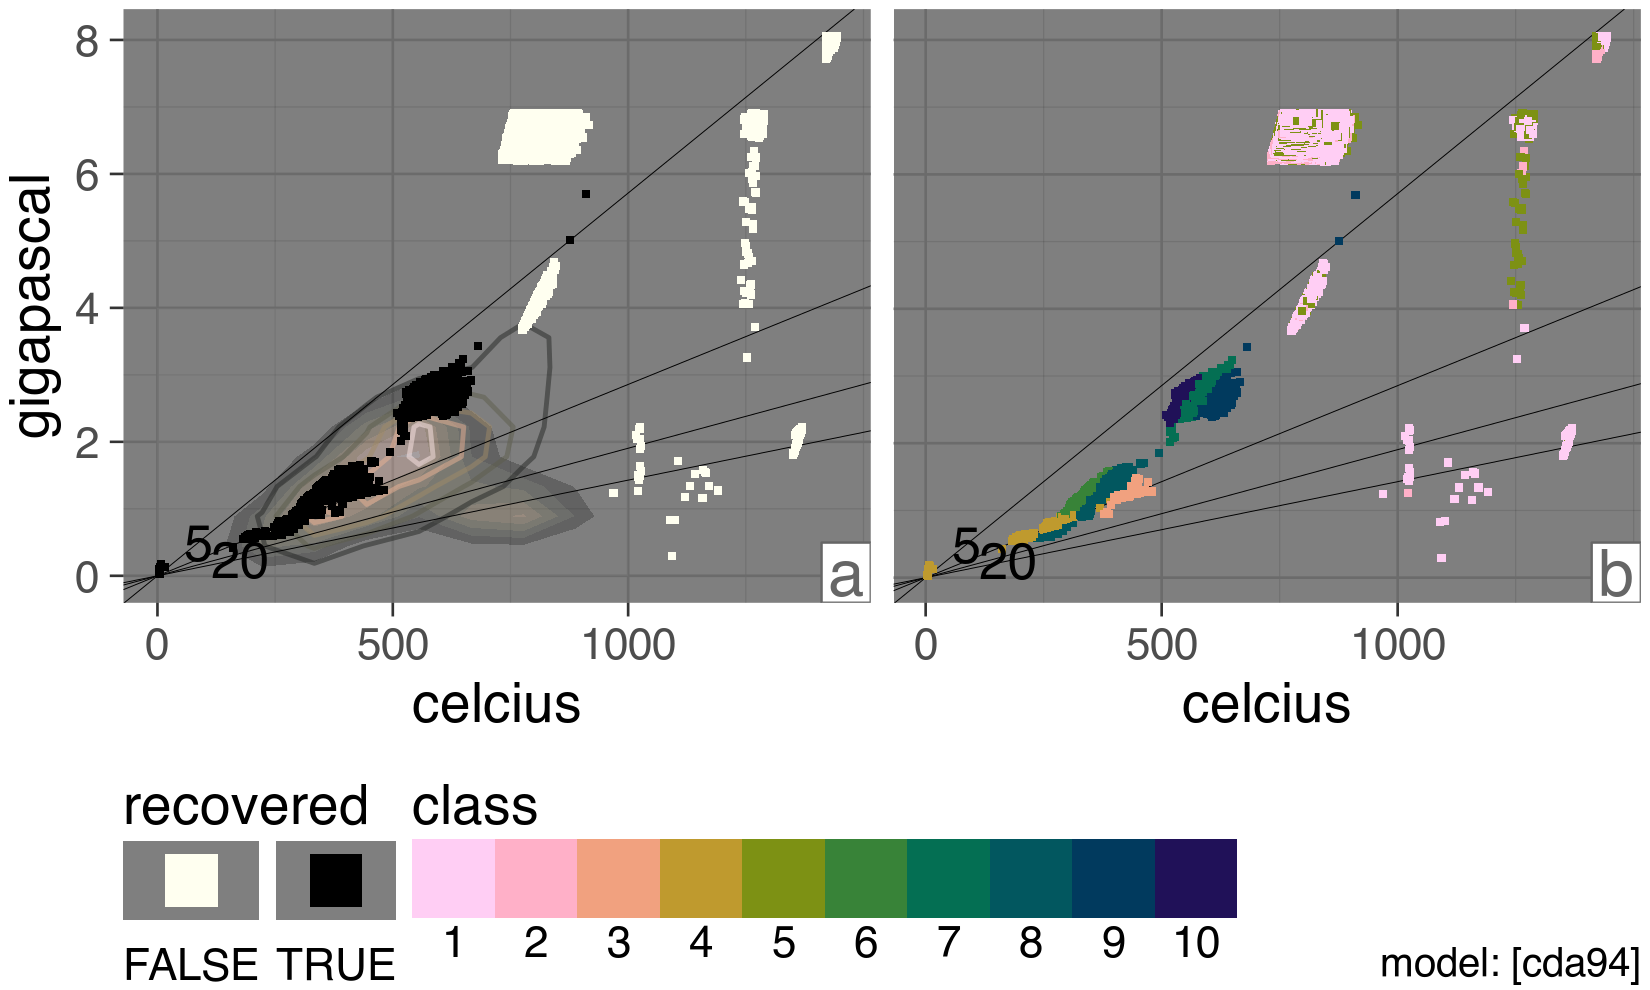 gigapascal
8
6
4
2
0
5
20
a
5
20
b
0 500 1000
0 500 1000
celcius
celcius
recovered class
FALSE TRUE
1 2 3 4 5 6 7 8 9 10
model: [cda94]